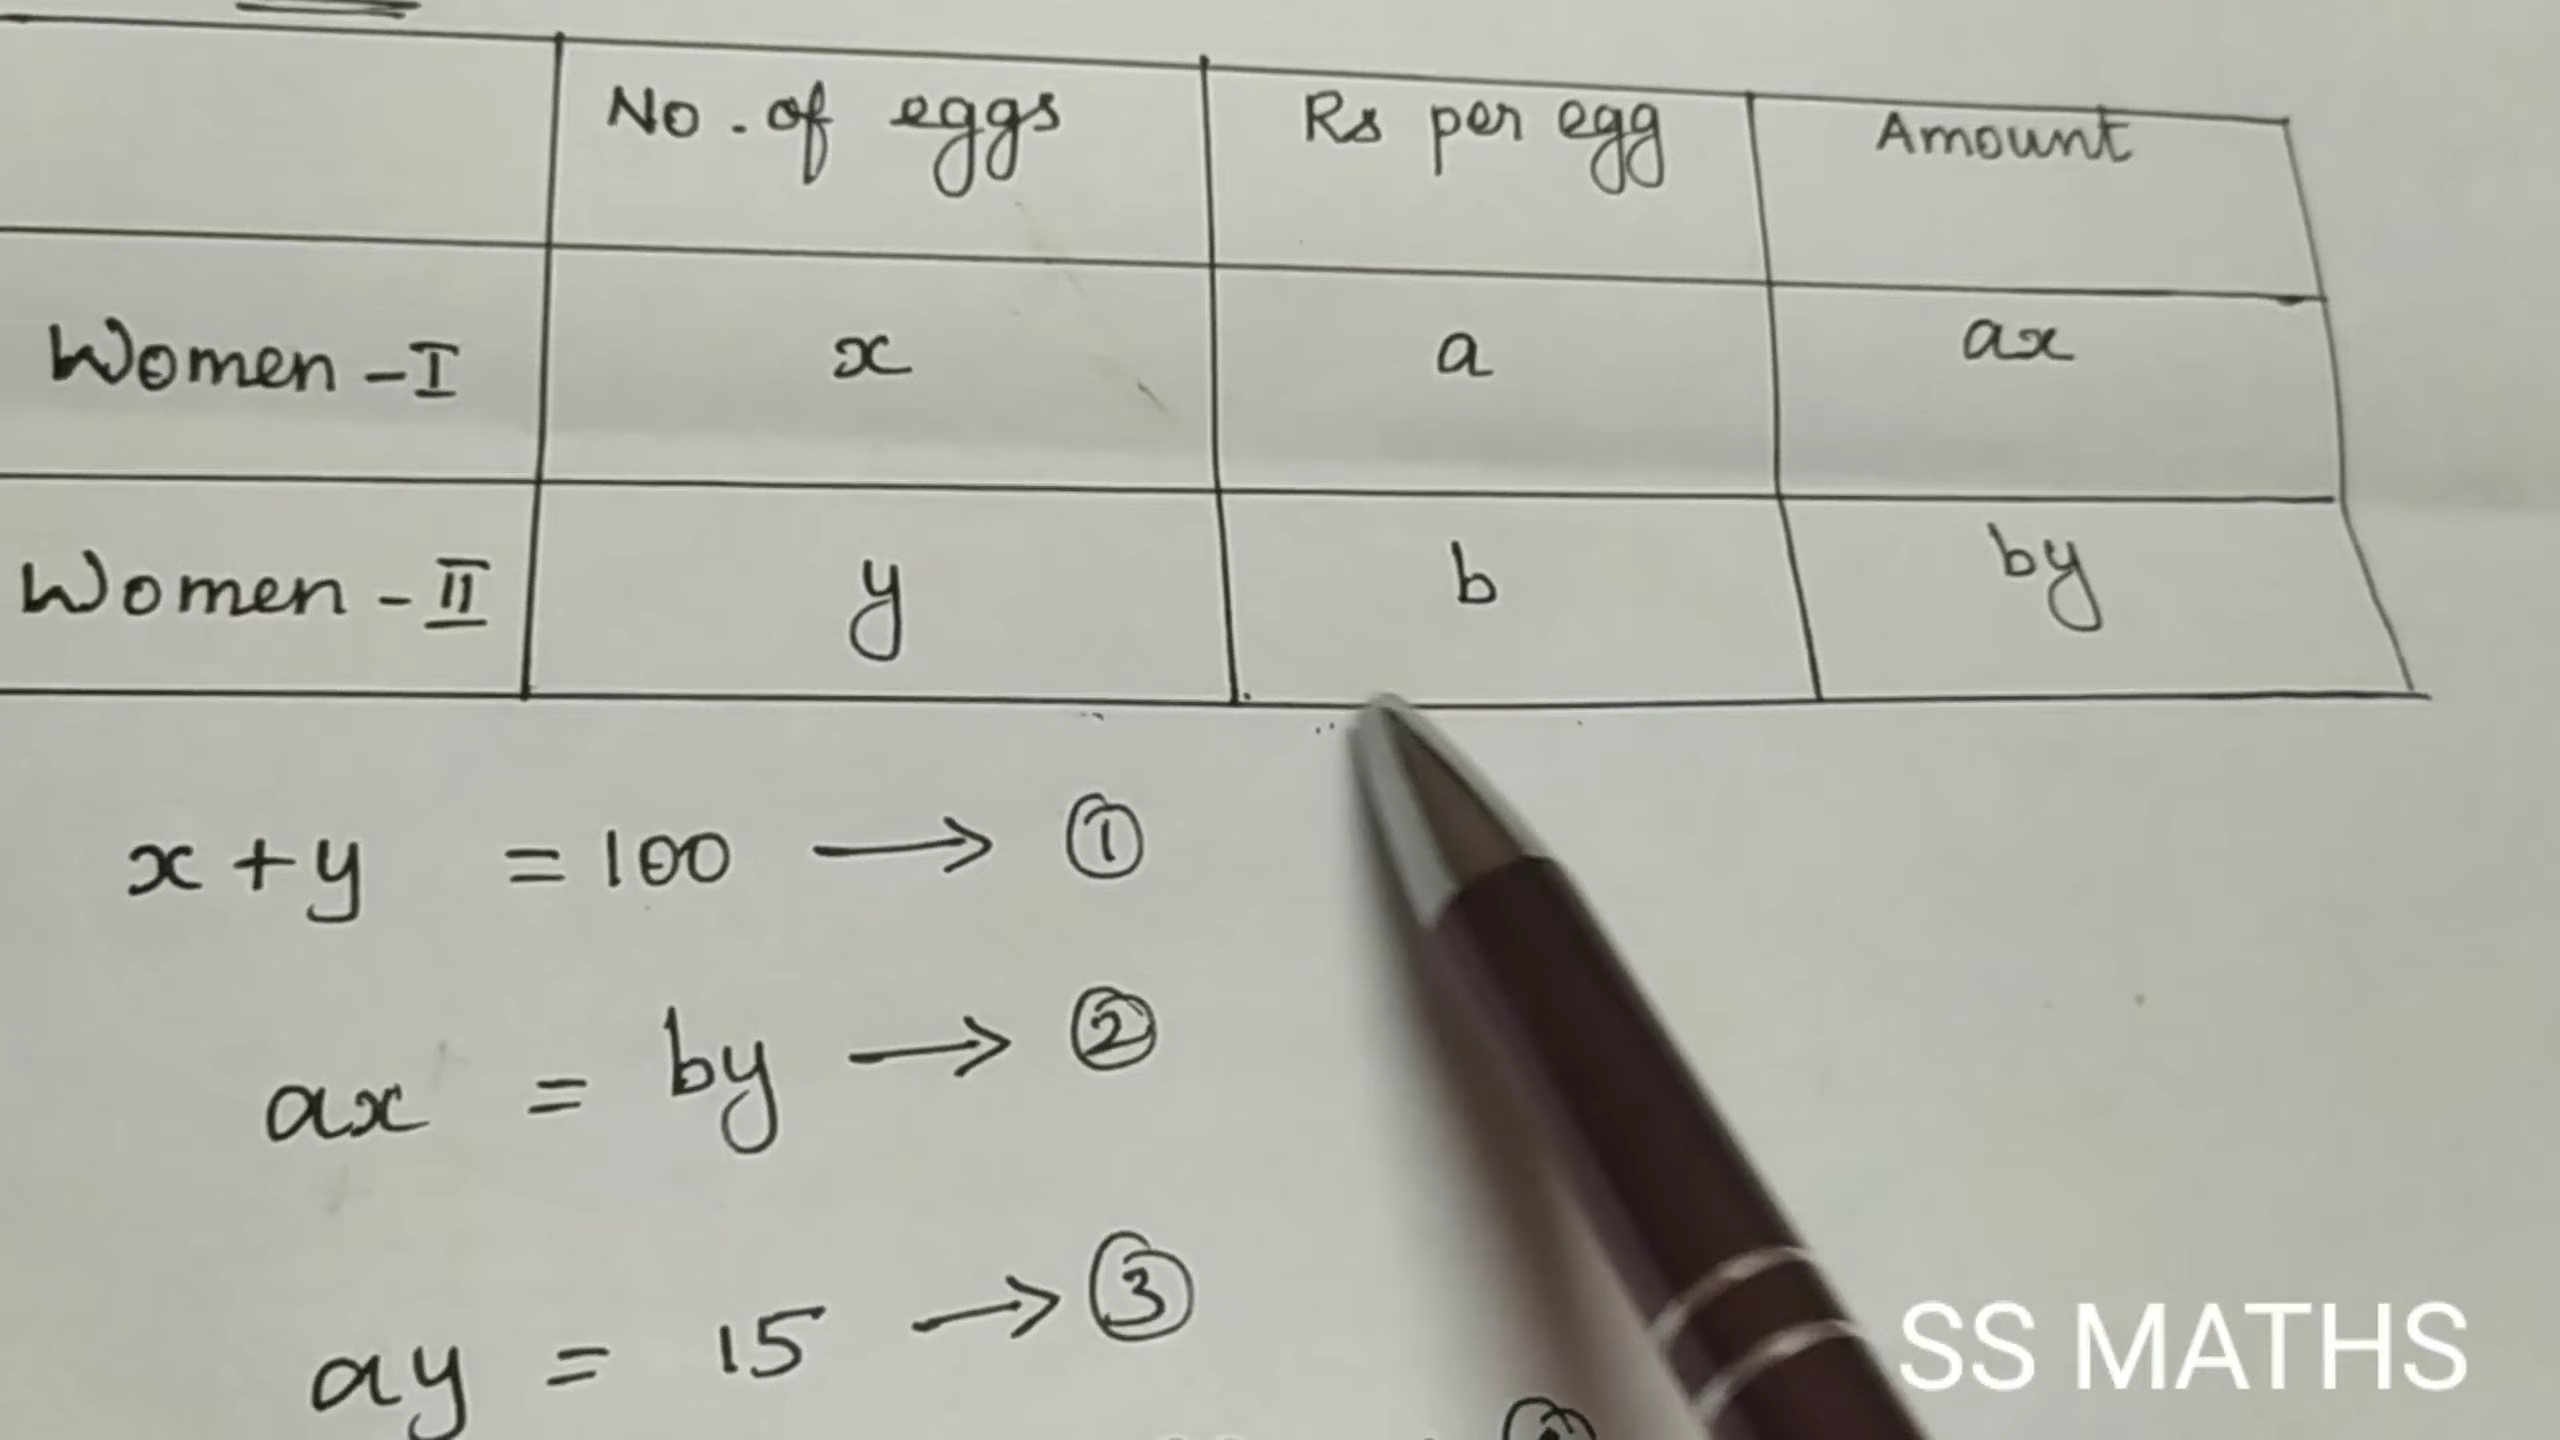 No. of eggs Rs per egg Amount
Women - I x a ax
Women - II y b by
x + y = 100 → ①
ax = by → ②
ay = 15 → ③
SS MATHS